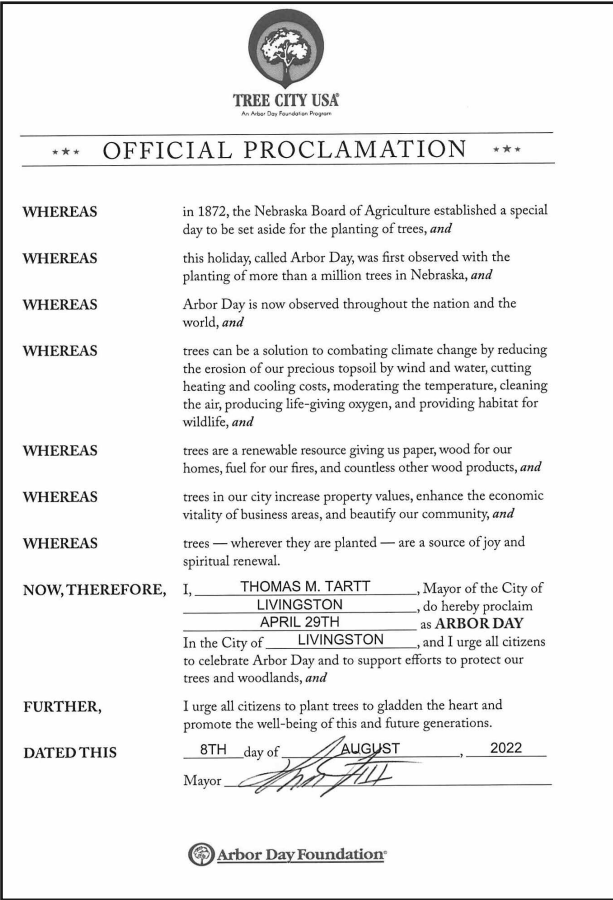 TREE CITY USA®
An Arbor Day Foundation Program
*** OFFICIAL PROCLAMATION ***
WHEREAS in 1872, the Nebraska Board of Agriculture established a special
day to be set aside for the planting of trees, and
WHEREAS this holiday, called Arbor Day, was first observed with the
planting of more than a million trees in Nebraska, and
WHEREAS Arbor Day is now observed throughout the nation and the
world, and
WHEREAS trees can be a solution to combating climate change by reducing
the erosion of our precious topsoil by wind and water, cutting
heating and cooling costs, moderating the temperature, cleaning
the air, producing life-giving oxygen, and providing habitat for
wildlife, and
WHEREAS trees are a renewable resource giving us paper, wood for our
homes, fuel for our fires, and countless other wood products, and
WHEREAS trees in our city increase property values, enhance the economic
vitality of business areas, and beautify our community, and
WHEREAS trees — wherever they are planted — are a source of joy and
spiritual renewal.
NOW, THEREFORE, I, THOMAS M. TARTT, Mayor of the City of
LIVINGSTON, do hereby proclaim
APRIL 29TH as ARBOR DAY
In the City of LIVINGSTON, and I urge all citizens
to celebrate Arbor Day and to support efforts to protect our
trees and woodlands, and
FURTHER, I urge all citizens to plant trees to gladden the heart and
promote the well-being of this and future generations.
DATED THIS 8TH day of AUGUST, 2022
Mayor
Arbor Day Foundation®